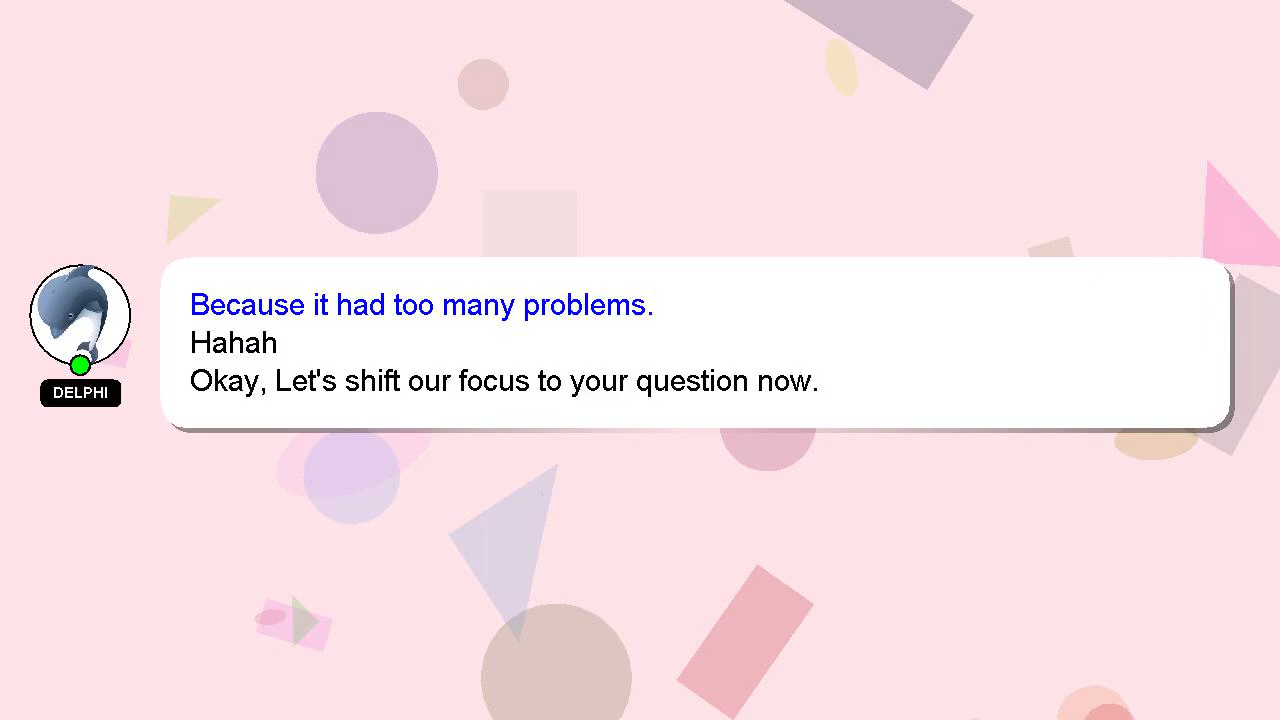 Because it had too many problems.
Hahah
Okay, Let's shift our focus to your question now.
DELPHI